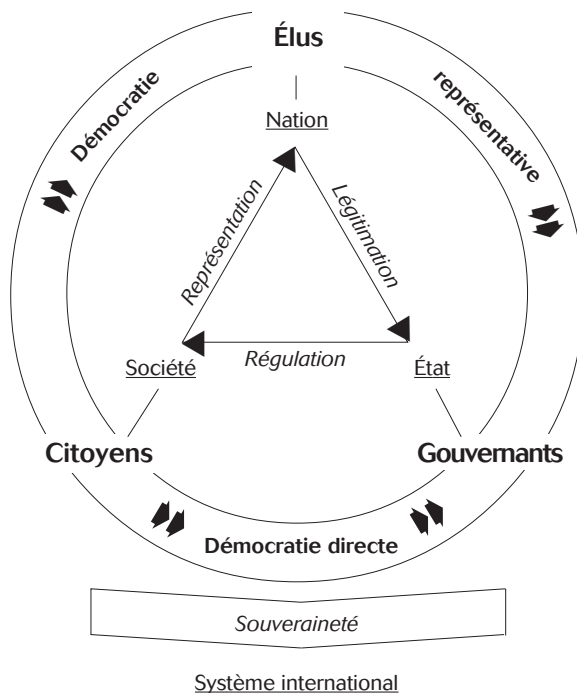 Élus
Démocratie
représentative
Nation
Représentation
Légitimation
Régulation
Société
État
Citoyens
Gouvernants
Démocratie directe
Souveraineté
Système international